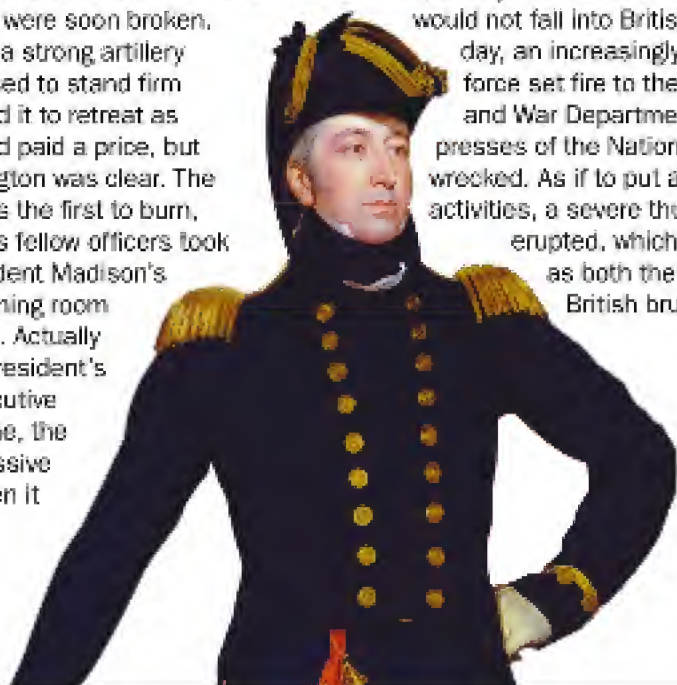 were soon broken.
a strong artillery
sed to stand firm
d it to retreat as
d paid a price, but
gton was clear. The
s the first to burn,
s fellow officers took
dent Madison's
ning room
. Actually
resident's
cutive
ne, the
ssive
en it
would not fall into Britis
day, an increasingly
force set fire to the
and War Departme
presses of the Nation
wrecked. As if to put a
activities, a severe thu
erupted, which
as both the
British bru